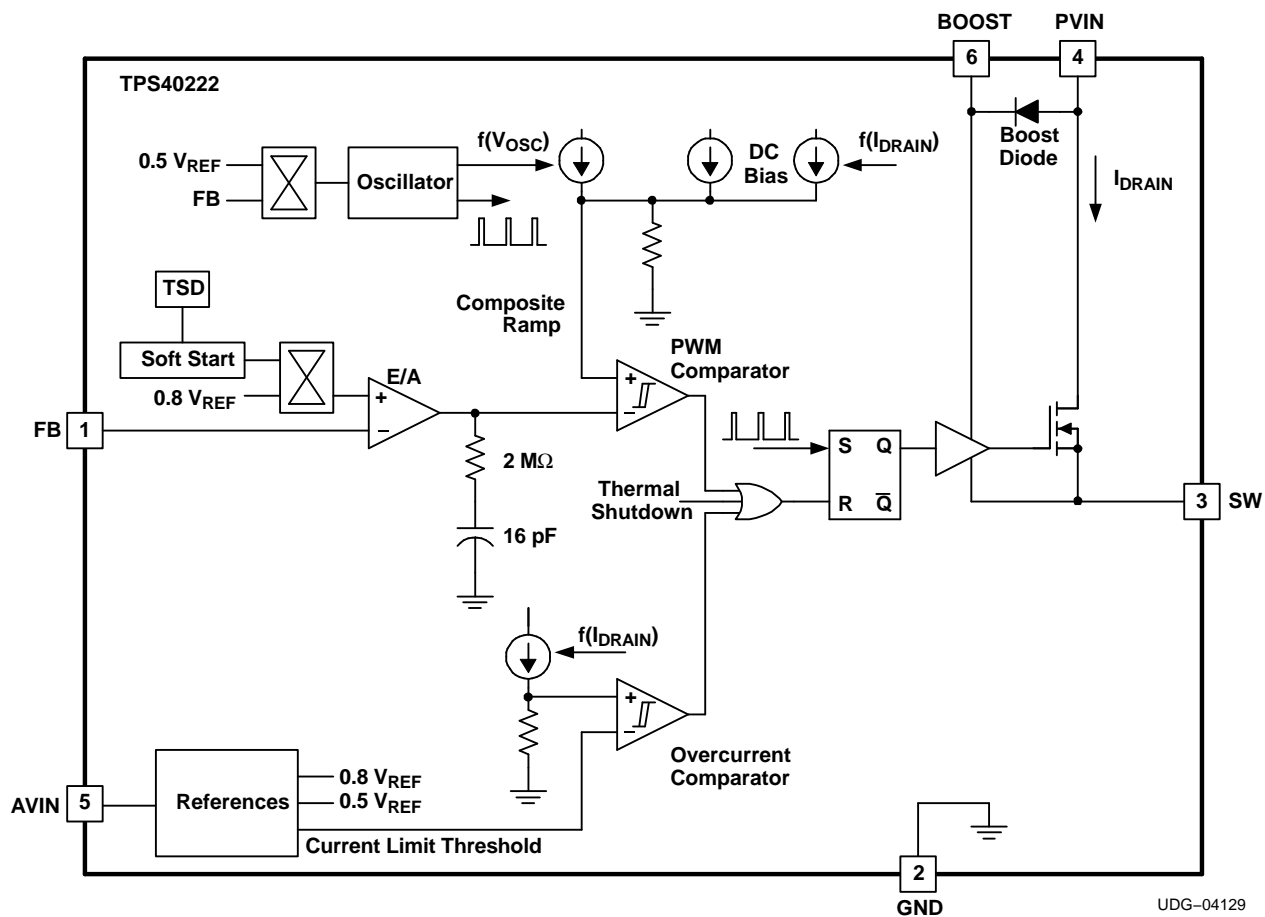 BOOST
PVIN
6
4
TPS40222
f(VOSC)
DC
Bias
f(IDRAIN)
Boost
Diode
0.5 VREF
FB
Oscillator
IDRAIN
TSD
Composite
Ramp
Soft Start
0.8 VREF
E/A
+
−
PWM
Comparator
+
−
FB
1
2 MΩ
S
Q
R
Q̅
Thermal
Shutdown
3
SW
16 pF
f(IDRAIN)
+
−
Overcurrent
Comparator
AVIN
5
References
0.8 VREF
0.5 VREF
Current Limit Threshold
2
GND
UDG−04129